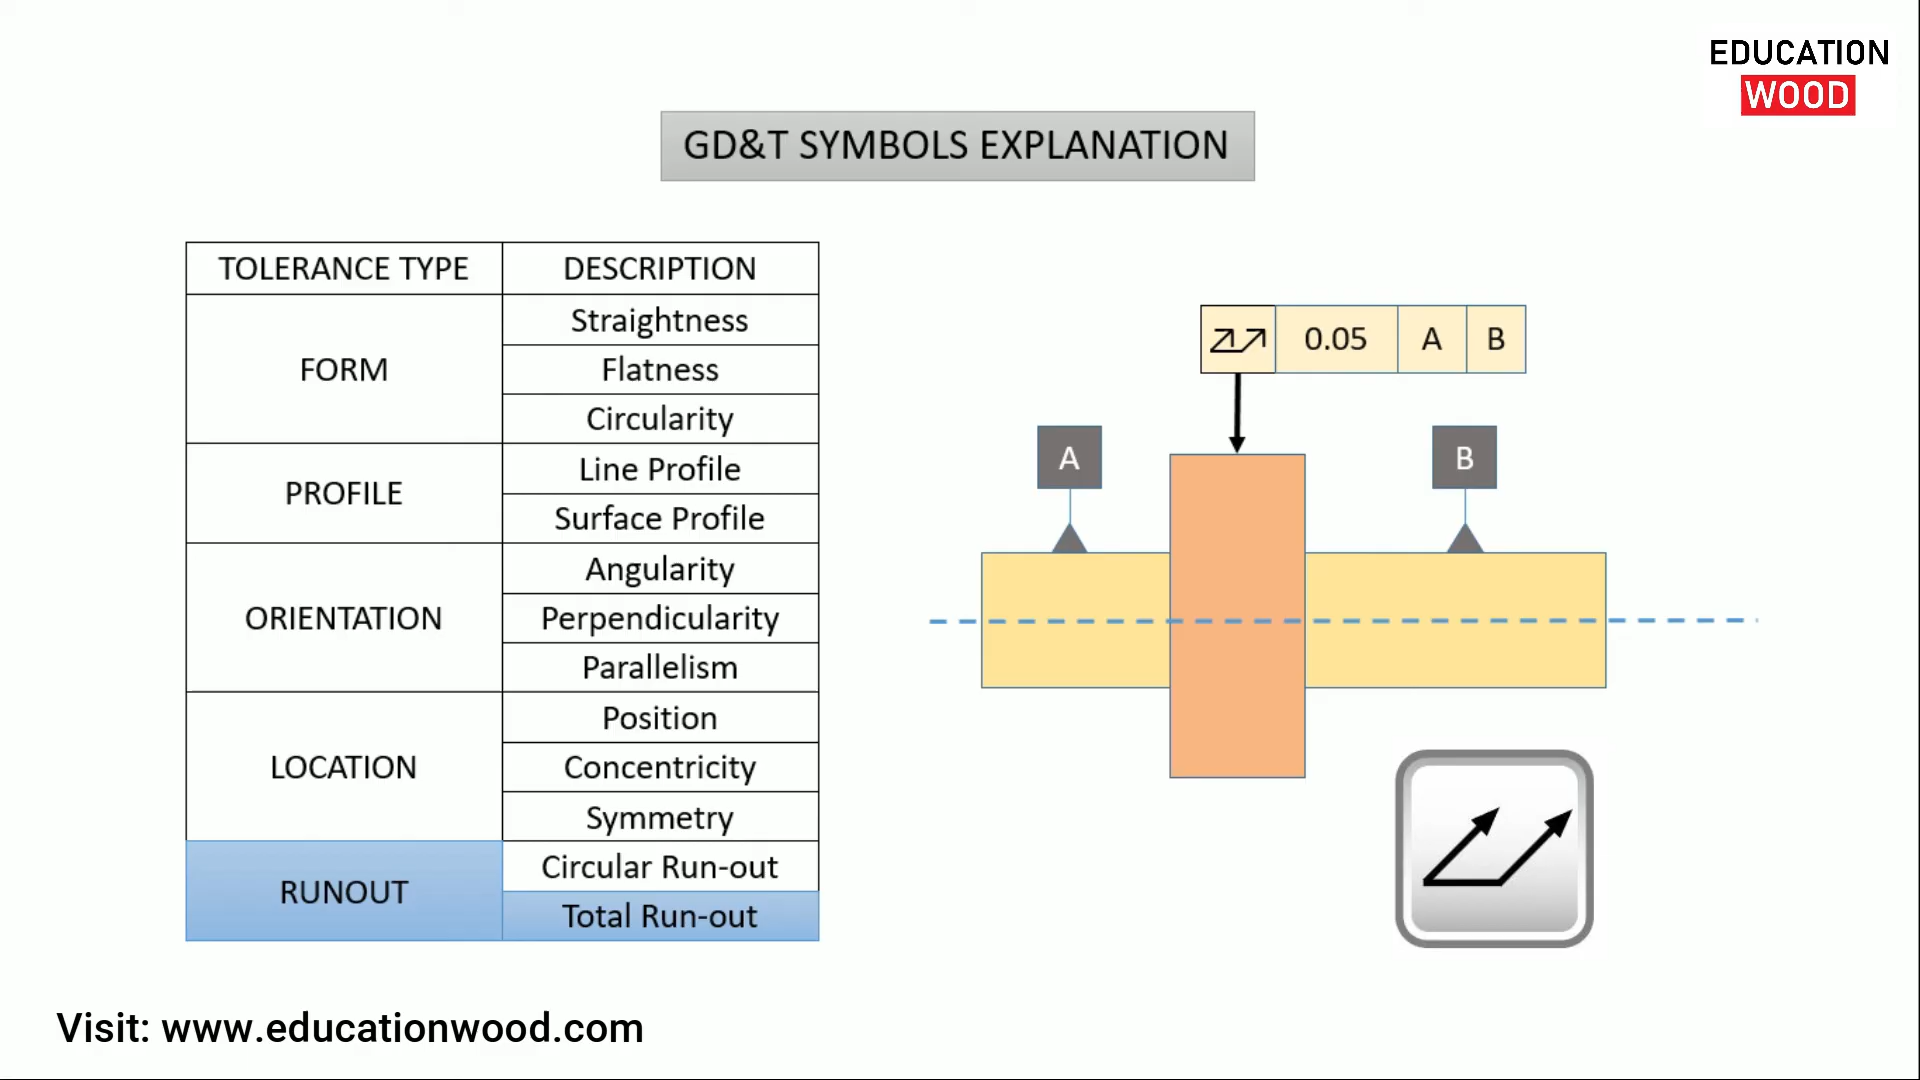 EDUCATION
WOOD
GD&T SYMBOLS EXPLANATION
TOLERANCE TYPE
DESCRIPTION
FORM
Straightness
Flatness
Circularity
PROFILE
Line Profile
Surface Profile
ORIENTATION
Angularity
Perpendicularity
Parallelism
LOCATION
Position
Concentricity
Symmetry
RUNOUT
Circular Run-out
Total Run-out
0.05
A
B
A
B
Visit: www.educationwood.com